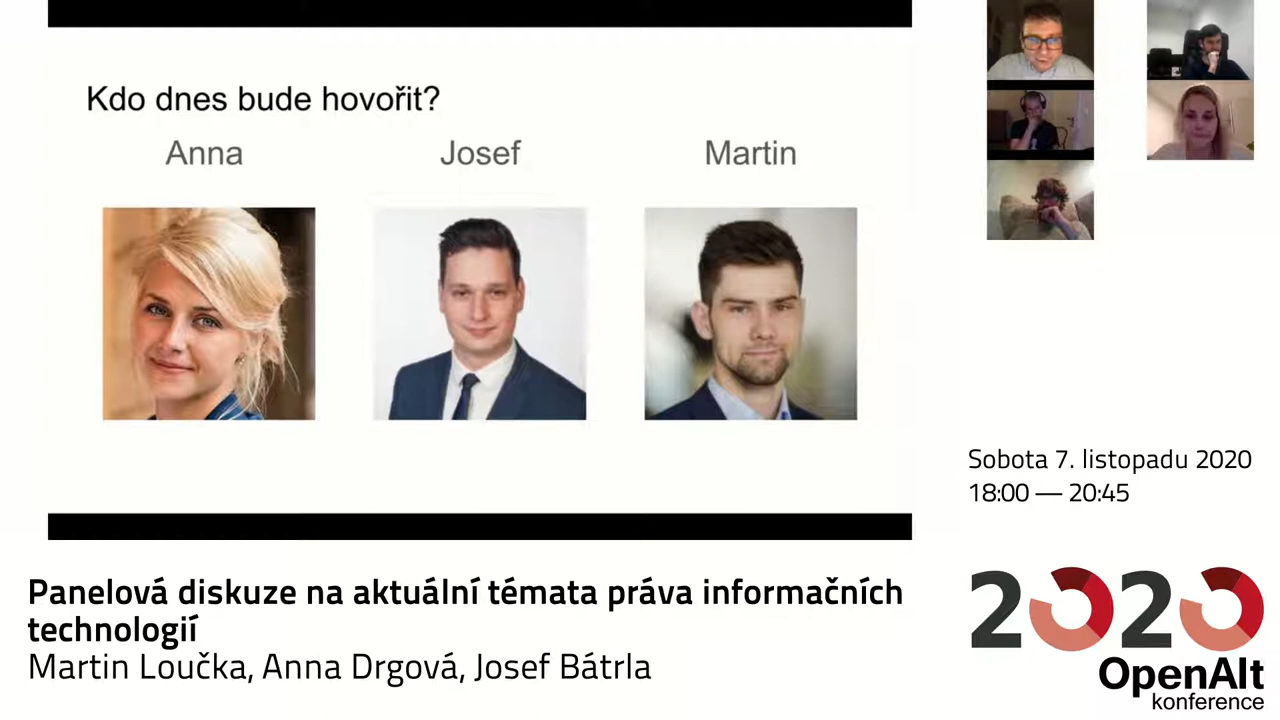 Kdo dnes bude hovořit?
Anna
Josef
Martin
Sobota 7. listopadu 2020
18:00 — 20:45
Panelová diskuze na aktuální témata práva informačních
technologií
Martin Loučka, Anna Drgová, Josef Bátrla
2020
OpenAlt
konference